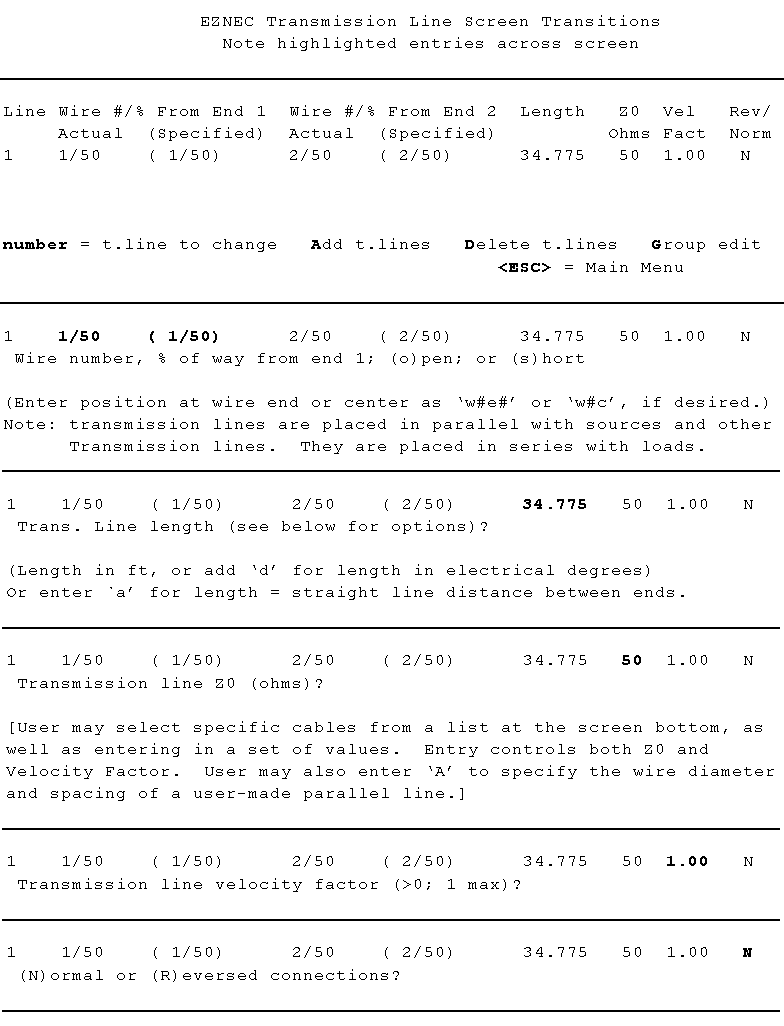 EZNEC Transmission Line Screen Transitions
Note highlighted entries across screen
Line Wire #/% From End 1 Wire #/% From End 2 Length Z0 Vel Rev/
Actual (Specified) Actual (Specified) Ohms Fact Norm
1 1/50 ( 1/50) 2/50 ( 2/50) 34.775 50 1.00 N
number = t.line to change Add t.lines Delete t.lines Group edit
<ESC> = Main Menu
1 1/50 ( 1/50) 2/50 ( 2/50) 34.775 50 1.00 N
Wire number, % of way from end 1; (o)pen; or (s)hort
(Enter position at wire end or center as ‘w#e#’ or ‘w#c’, if desired.)
Note: transmission lines are placed in parallel with sources and other
Transmission lines. They are placed in series with loads.
1 1/50 ( 1/50) 2/50 ( 2/50) 34.775 50 1.00 N
Trans. Line length (see below for options)?
(Length in ft, or add ‘d’ for length in electrical degrees)
Or enter `a’ for length = straight line distance between ends.
1 1/50 ( 1/50) 2/50 ( 2/50) 34.775 50 1.00 N
Transmission line Z0 (ohms)?
[User may select specific cables from a list at the screen bottom, as
well as entering in a set of values. Entry controls both Z0 and
Velocity Factor. User may also enter ‘A’ to specify the wire diameter
and spacing of a user-made parallel line.]
1 1/50 ( 1/50) 2/50 ( 2/50) 34.775 50 1.00 N
Transmission line velocity factor (>0; 1 max)?
1 1/50 ( 1/50) 2/50 ( 2/50) 34.775 50 1.00 N
(N)ormal or (R)eversed connections?